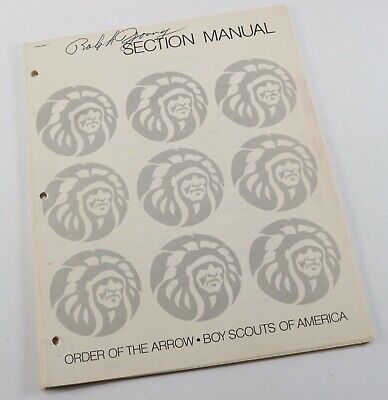 SECTION MANUAL
ORDER OF THE ARROW • BOY SCOUTS OF AMERICA